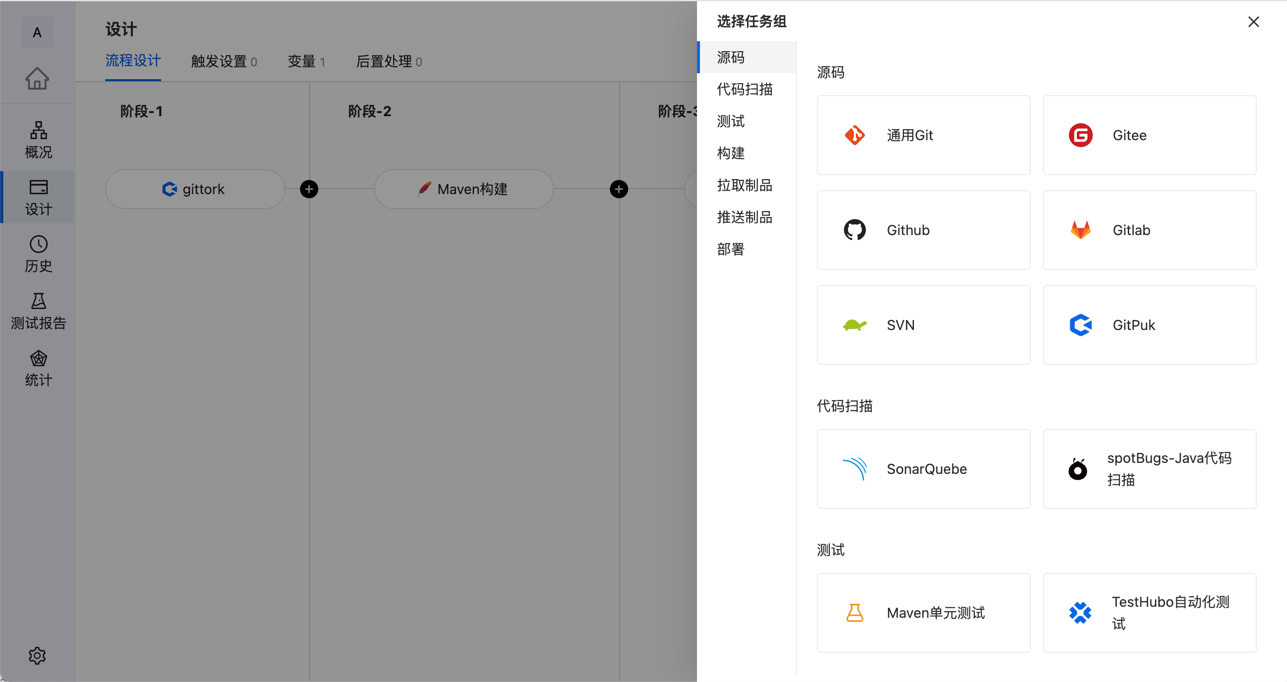 A
概况
设计
历史
测试报告
统计
设计
流程设计 触发设置 0 变量 1 后置处理 0
阶段-1 阶段-2 阶段-3
gittork Maven构建
选择任务组
源码
代码扫描
测试
构建
拉取制品
推送制品
部署
源码
通用Git Gitee
Github Gitlab
SVN GitPuk
代码扫描
SonarQuebe spotBugs-Java代码
扫描
测试
Maven单元测试 TestHubo自动化测
试